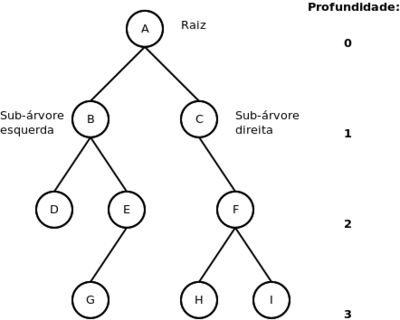 Profundidade:
A Raiz
0
Sub-árvore
esquerda
B C
Sub-árvore
direita
1
D E F
2
G H I
3